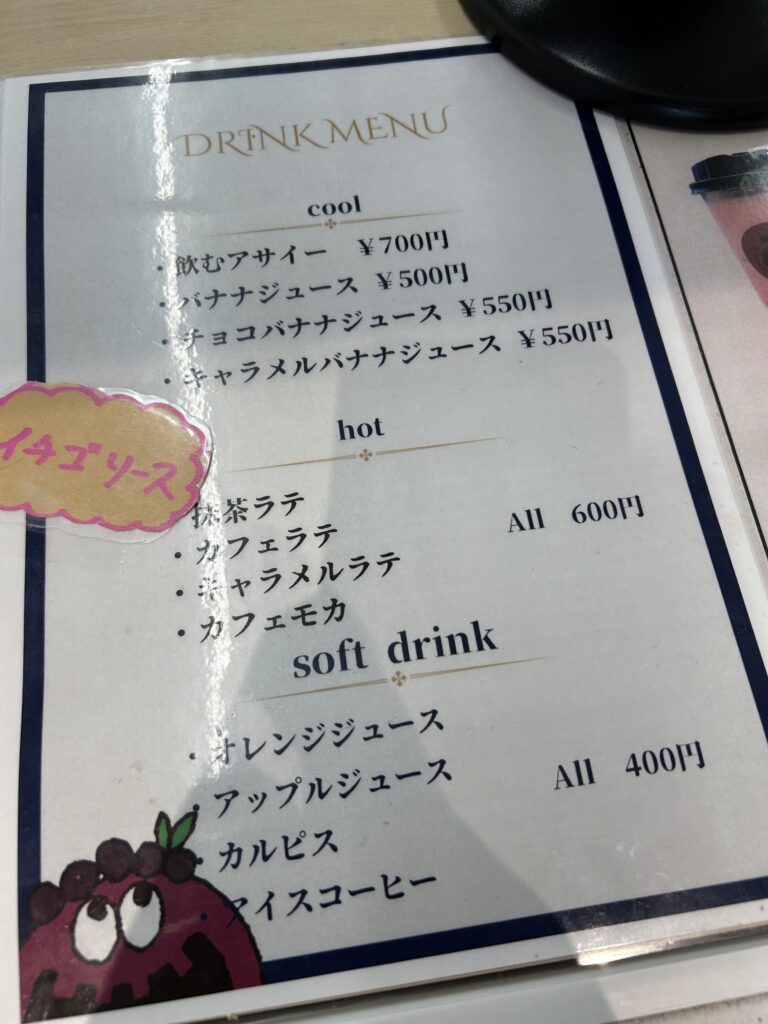 DRINK MENU
cool
・飲むアサイー ￥700円
・バナナジュース ￥500円
・チョコバナナジュース ￥550円
・キャラメルバナナジュース ￥550円
イチゴソース
hot
抹茶ラテ
・カフェラテ
・キャラメルラテ
・カフェモカ
All 600円
soft drink
・オレンジジュース
・アップルジュース
・カルピス
・アイスコーヒー
All 400円